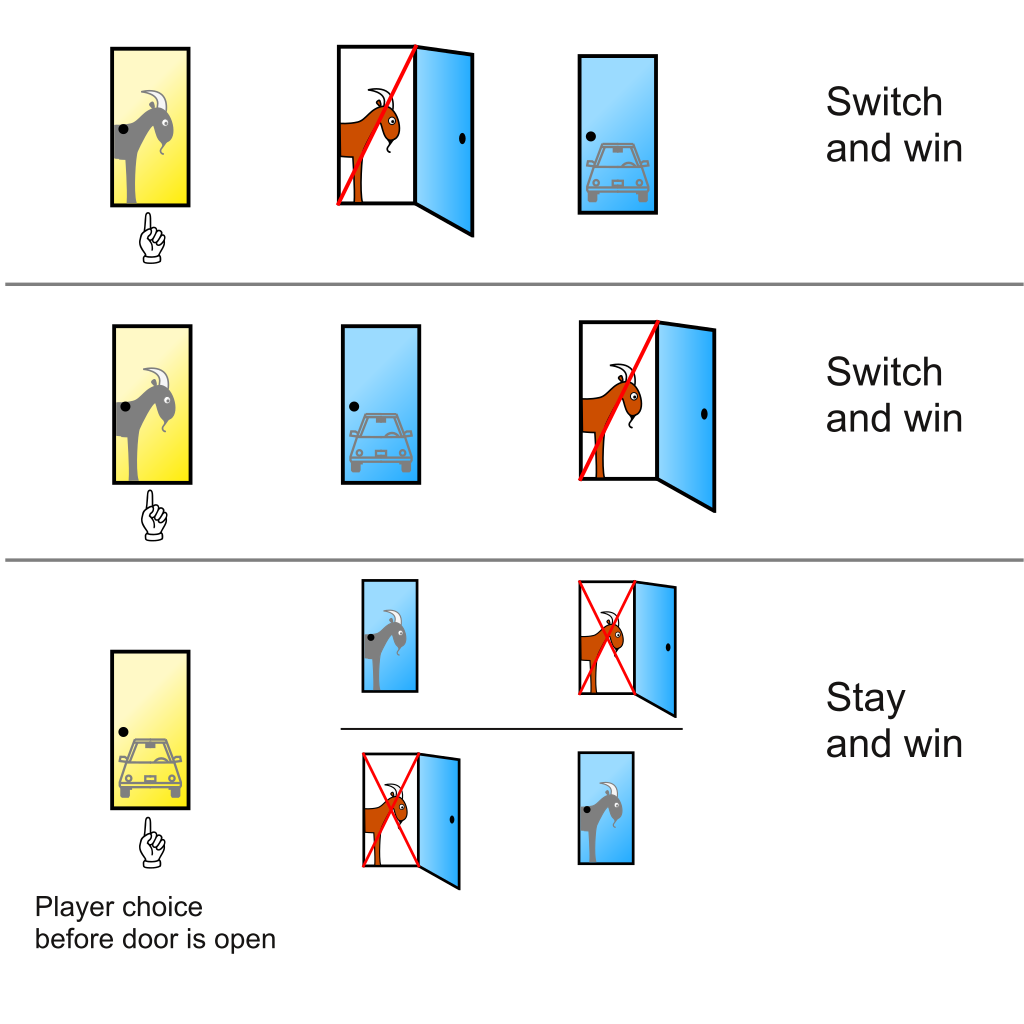 Switch
and win
Switch
and win
Stay
and win
Player choice
before door is open